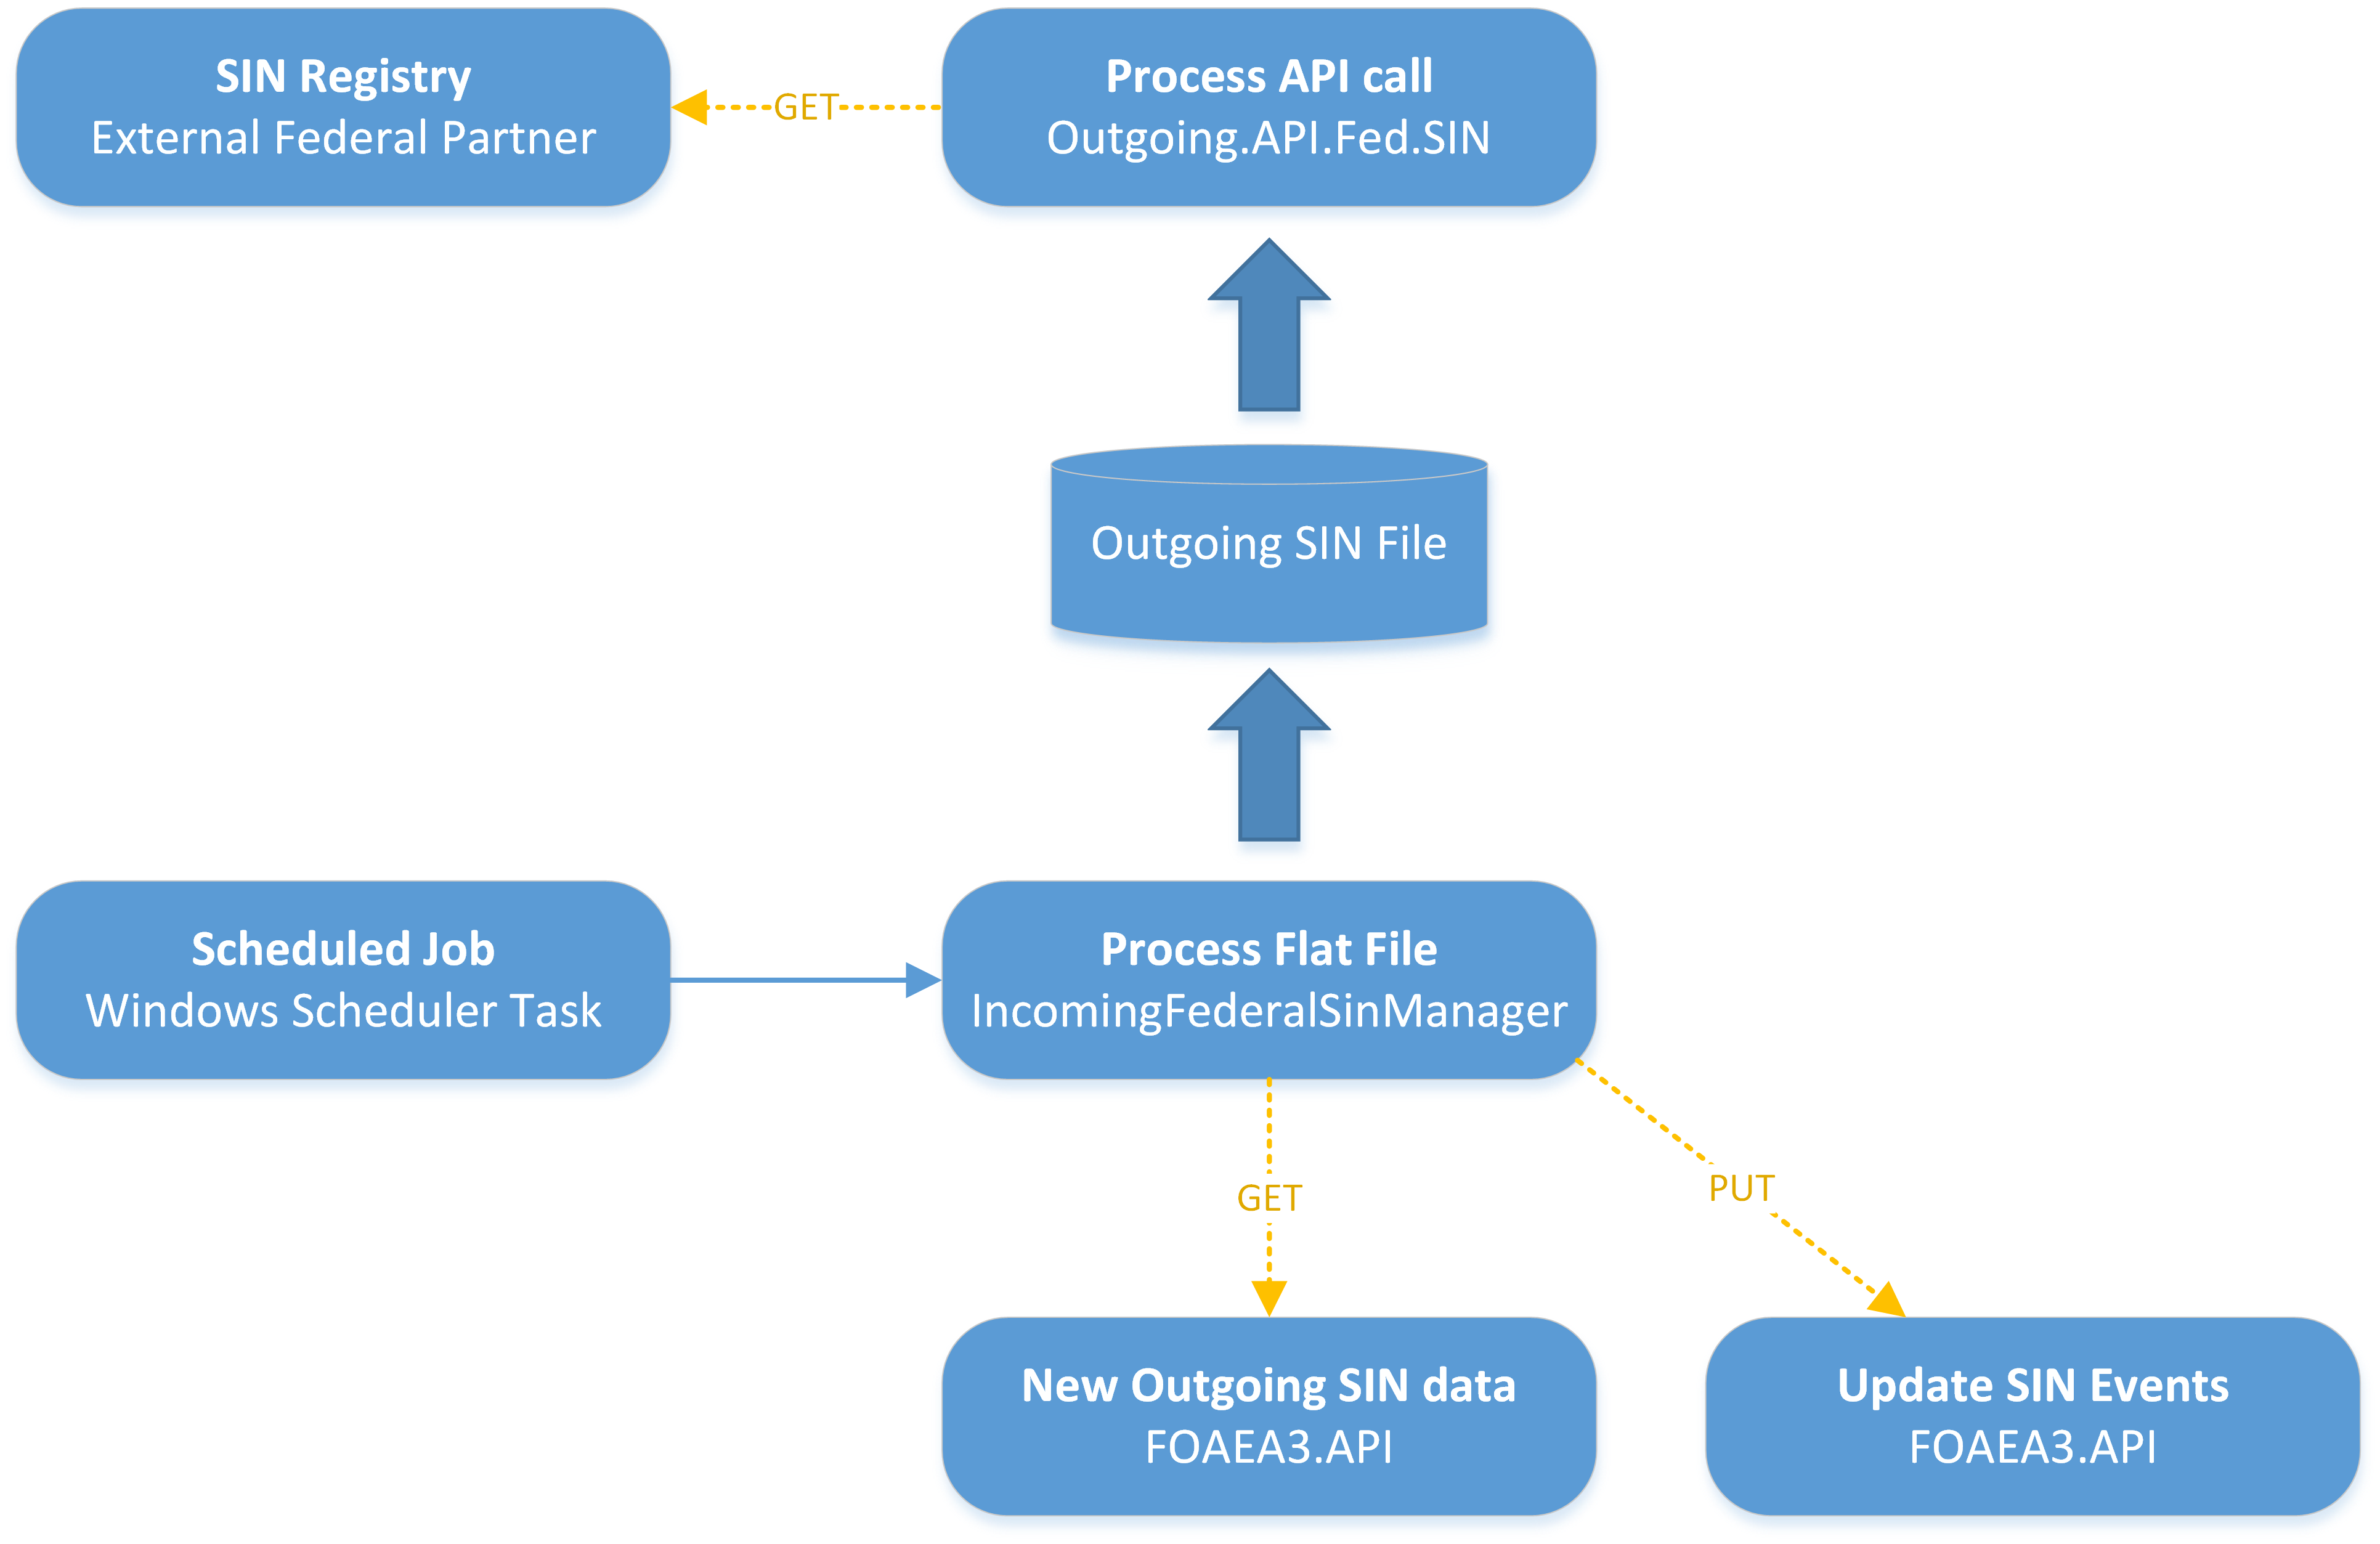 SIN Registry
External Federal Partner
GET
Process API call
Outgoing.API.Fed.SIN
Outgoing SIN File
Scheduled Job
Windows Scheduler Task
Process Flat File
IncomingFederalSinManager
GET
PUT
New Outgoing SIN data
FOAEA3.API
Update SIN Events
FOAEA3.API